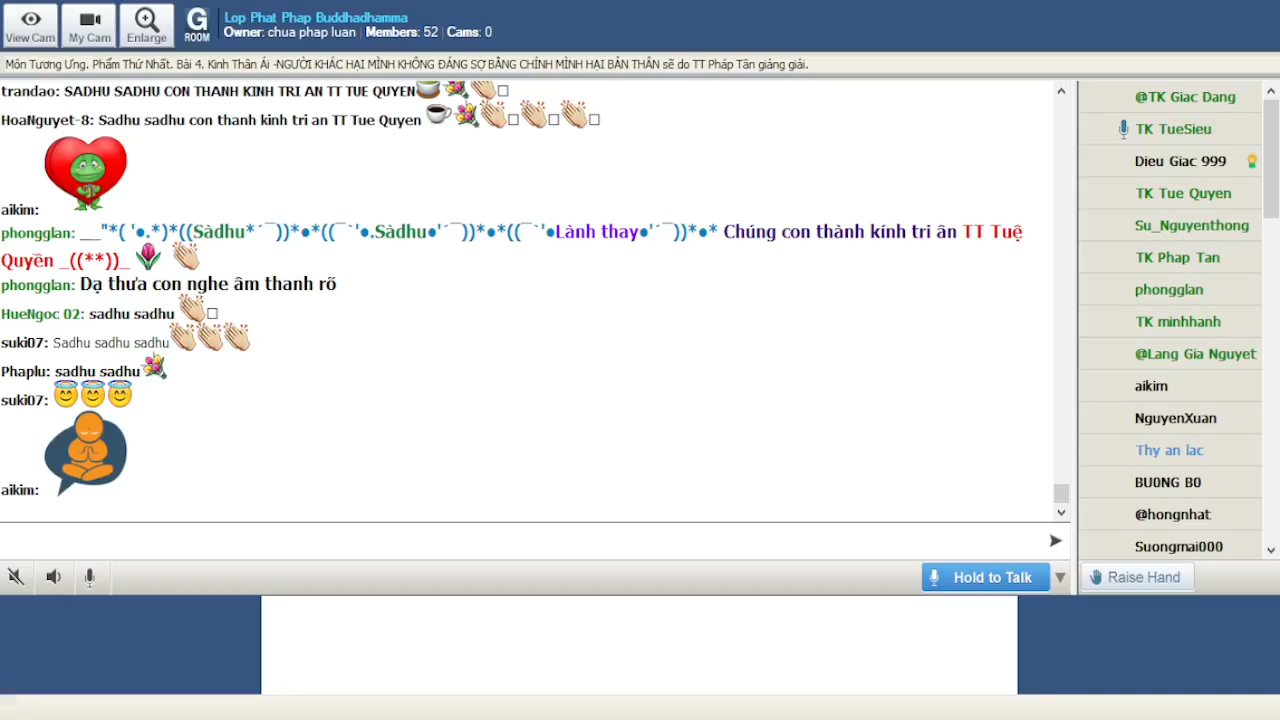 View Cam
My Cam
Enlarge
G
ROOM
Lop Phat Phap Buddhadhamma
Owner: chua phap luan | Members: 52 | Cams: 0
Môn Tương Ưng. Phẩm Thứ Nhất. Bài 4. Kinh Thân Ái -NGƯỜI KHÁC HẠI MÌNH KHÔNG ĐÁNG SỢ BẰNG CHÍNH MÌNH HẠI BẢN THÂN sẽ do TT Pháp Tân giảng giải.
trandao: SADHU SADHU CON THANH KINH TRI AN TT TUE QUYEN
HoaNguyet-8: Sadhu sadhu con thanh kinh tri an TT Tue Quyen
aikim:
phongglan: __"*( '●.*)*((Sādhu*´¯))*●*((¯`'●.Sādhu●'´¯))*●*((¯`'●Lành thay●'´¯))*●* Chúng con thành kính tri ân TT Tuệ
Quyền _((**))_
phongglan: Dạ thưa con nghe âm thanh rõ
HueNgoc 02: sadhu sadhu
suki07: Sadhu sadhu sadhu
Phaplu: sadhu sadhu
suki07:
aikim:
@TK Giac Dang
TK TueSieu
Dieu Giac 999
TK Tue Quyen
Su_Nguyenthong
TK Phap Tan
phongglan
TK minhhanh
@Lang Gia Nguyet
aikim
NguyenXuan
Thy an lac
BU0NG B0
@hongnhat
Suongmai000
Hold to Talk
Raise Hand